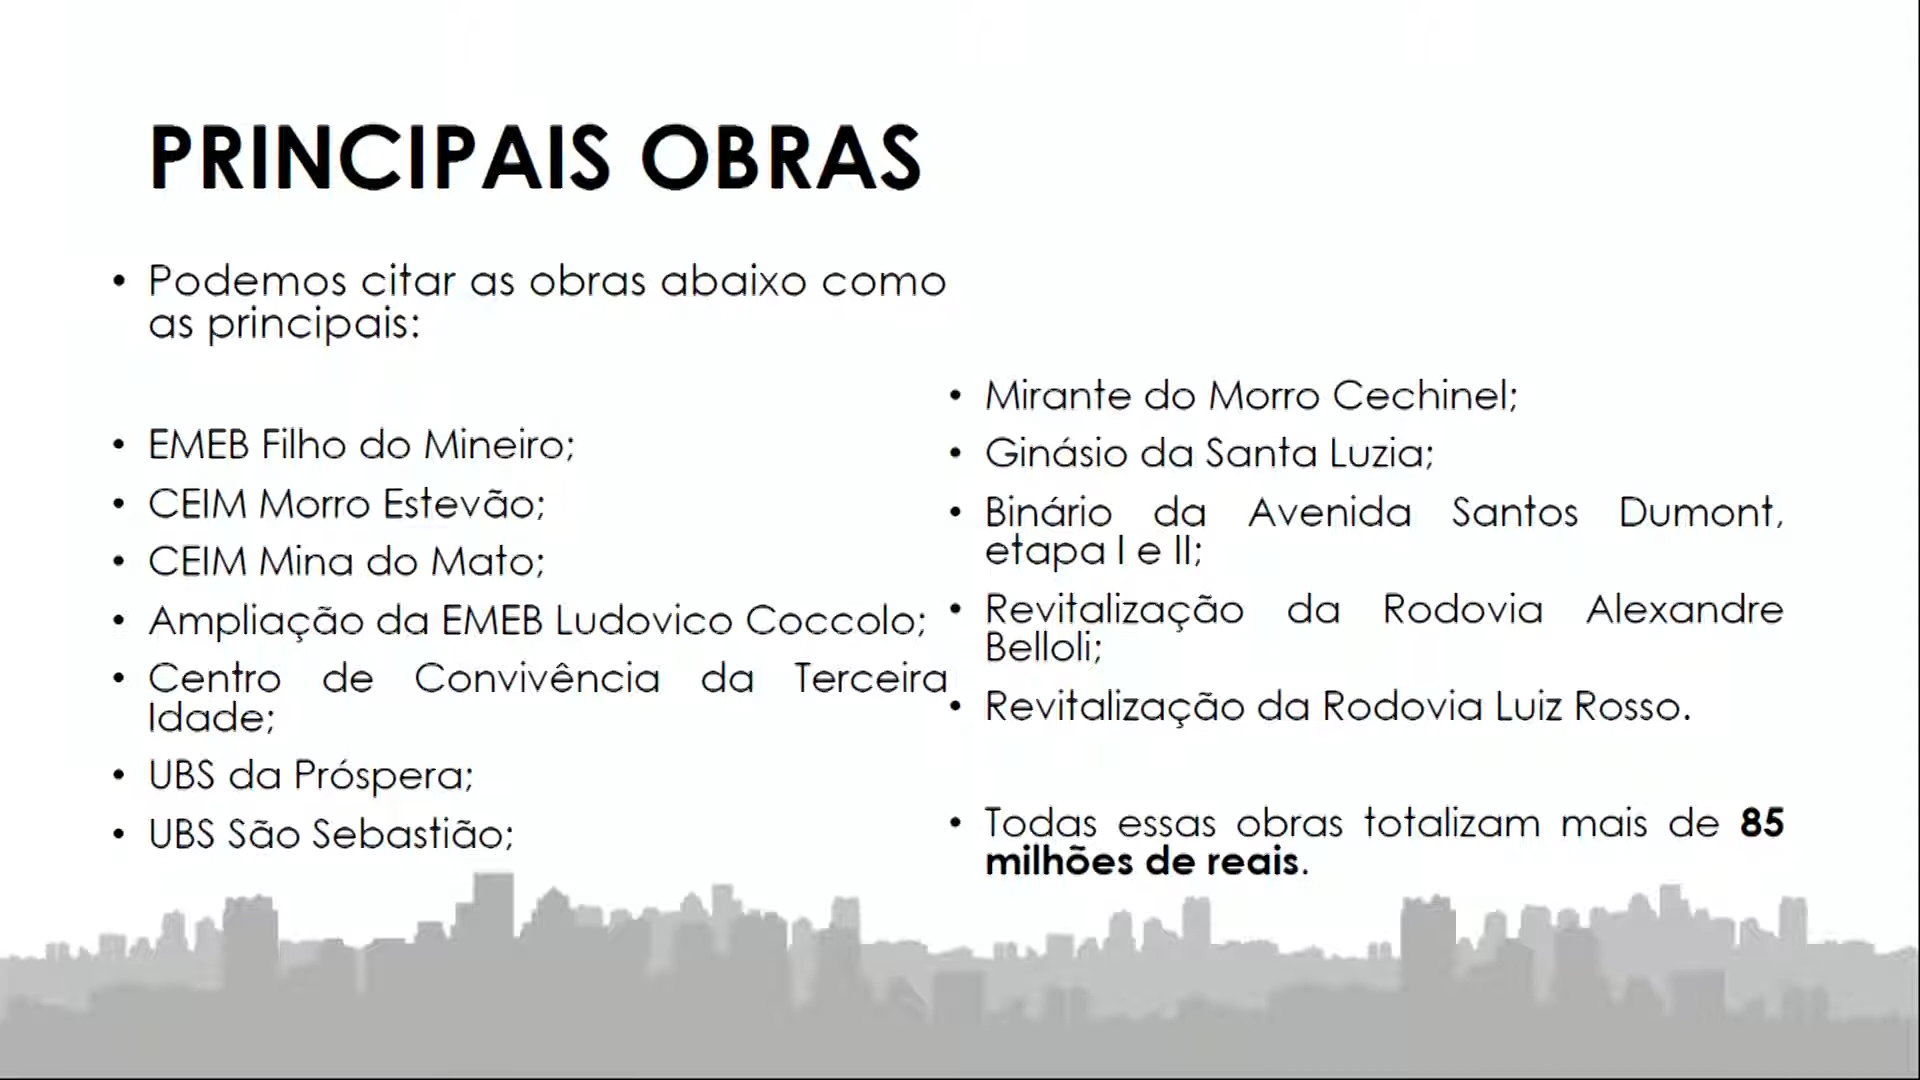 PRINCIPAIS OBRAS
• Podemos citar as obras abaixo como
as principais:
• EMEB Filho do Mineiro;
• CEIM Morro Estevão;
• CEIM Mina do Mato;
• Ampliação da EMEB Ludovico Coccolo;
• Centro de Convivência da Terceira
Idade;
• UBS da Próspera;
• UBS São Sebastião;
• Mirante do Morro Cechinel;
• Ginásio da Santa Luzia;
• Binário da Avenida Santos Dumont,
etapa I e II;
• Revitalização da Rodovia Alexandre
Belloli;
• Revitalização da Rodovia Luiz Rosso.
• Todas essas obras totalizam mais de 85
milhões de reais.